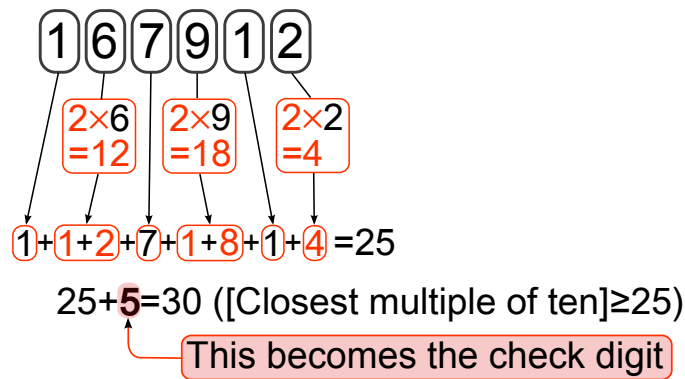 1 6 7 9 1 2
2×6 2×9 2×2
=12 =18 =4
1+1+2+7+1+8+1+4=25
25+5=30 ([Closest multiple of ten]≥25)
This becomes the check digit